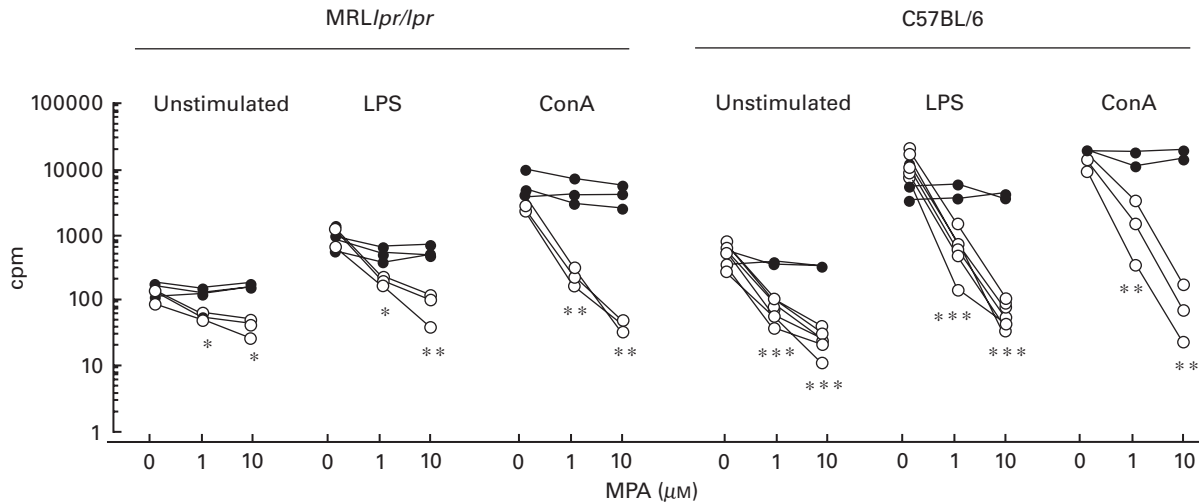 MRLlpr/lpr C57BL/6
Unstimulated LPS ConA Unstimulated LPS ConA
100000
10000
1000
100
10
1
cpm
* * * ** ** ** *** *** *** *** ** **
0 1 10 0 1 10 0 1 10 0 1 10 0 1 10 0 1 10
MPA (μM)